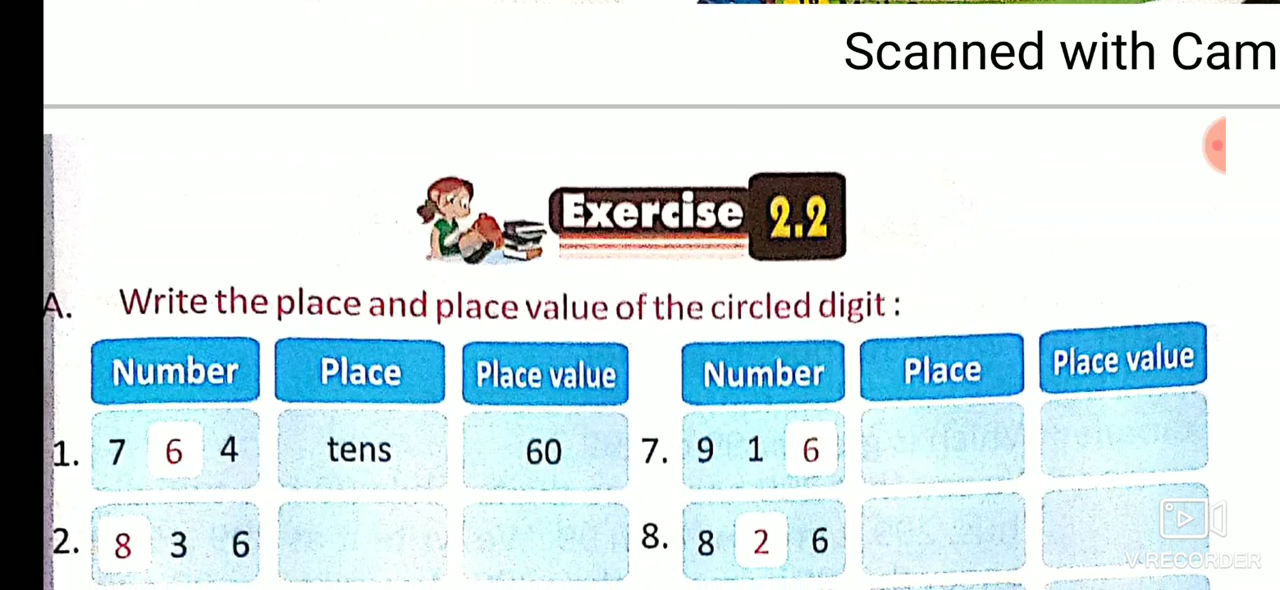 Scanned with Cam
Exercise 2.2
A. Write the place and place value of the circled digit :
Number Place Place value Number Place Place value
1. 7 6 4 tens 60 7. 9 1 6
2. 8 3 6 8. 8 2 6
V RECORDER